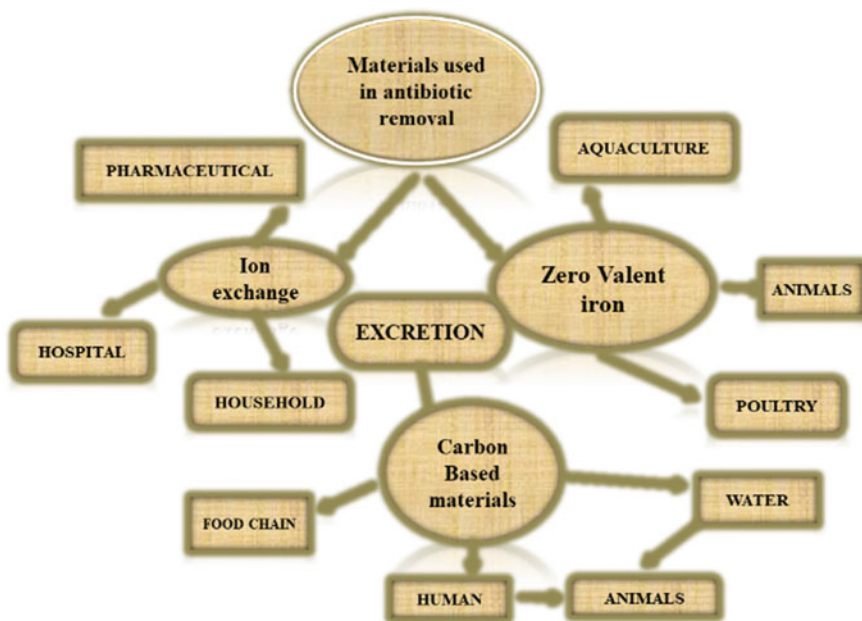 Materials used
in antibiotic
removal
AQUACULTURE
PHARMACEUTICAL
Ion
exchange
Zero Valent
iron
ANIMALS
EXCRETION
HOSPITAL
HOUSEHOLD
POULTRY
Carbon
Based
materials
WATER
FOOD CHAIN
HUMAN
ANIMALS